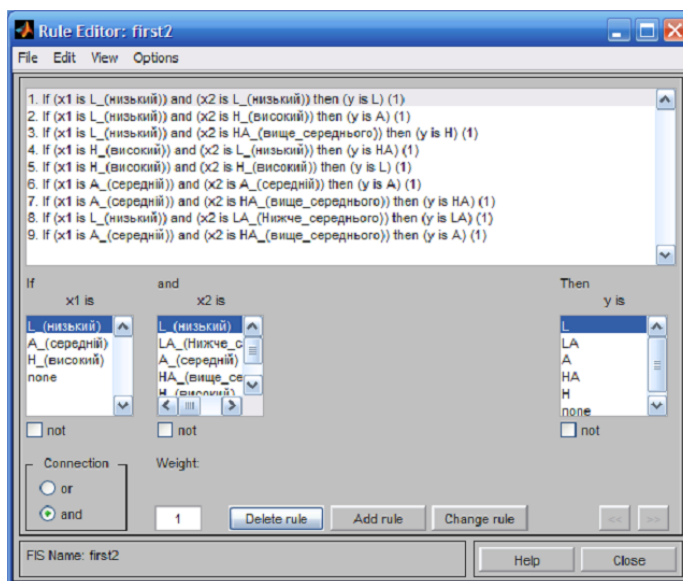 Rule Editor: first2
File Edit View Options
1. If (x1 is L_(низький)) and (x2 is L_(низький)) then (y is L) (1)
2. If (x1 is L_(низький)) and (x2 is H_(високий)) then (y is A) (1)
3. If (x1 is L_(низький)) and (x2 is HA_(вище_середнього)) then (y is H) (1)
4. If (x1 is H_(високий)) and (x2 is L_(низький)) then (y is HA) (1)
5. If (x1 is H_(високий)) and (x2 is H_(високий)) then (y is L) (1)
6. If (x1 is A_(середній)) and (x2 is A_(середній)) then (y is A) (1)
7. If (x1 is A_(середній)) and (x2 is HA_(вище_середнього)) then (y is HA) (1)
8. If (x1 is L_(низький)) and (x2 is LA_(Нижче_середнього)) then (y is LA) (1)
9. If (x1 is A_(середній)) and (x2 is HA_(вище_середнього)) then (y is A) (1)
If and Then
x1 is x2 is y is
L_(низький) L_(низький) L
A_(середній) LA_(Нижче_с LA
H_(високий) A_(середній) A
none HA_(вище_се HA
H_(високий) H
none
not not not
Connection Weight:
or
and 1 Delete rule Add rule Change rule << >>
FIS Name: first2 Help Close